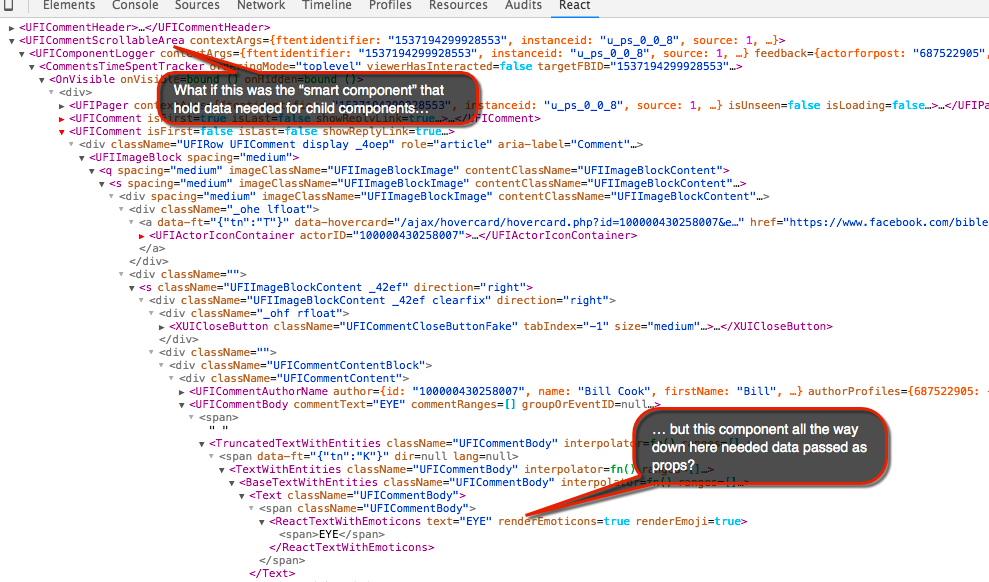 Elements Console Sources Network Timeline Profiles Resources Audits React
<UFICommentHeader>…</UFICommentHeader>
<UFICommentScrollableArea contextArgs={ftentidentifier: "1537194299928553", instanceid: "u_ps_0_0_8", source: 1, …}>
<UFIComponentLogger contextArgs={ftentidentifier: "1537194299928553", instanceid: "u_ps_0_0_8", source: 1, …} feedback={actorforpost: "687522905",
<CommentsTimeSpentTracker orderingMode="toplevel" viewerHasInteracted=false targetFBID="1537194299928553"…>
<OnVisible onVisible=bound () onHidden=bound ()>
What if this was the “smart component” that
hold data needed for child components…
<div>
<UFIPager instanceid: "u_ps_0_0_8", source: 1, …} isUnseen=false isLoading=false…>…</UFIPa
<UFIComment isFirst=true isLast=false showReplyLink=true…>…</UFIComment>
<UFIComment isFirst=false isLast=false showReplyLink=true…>
<div className="UFIRow UFIComment display _4oep" role="article" aria-label="Comment"…>
<UFIImageBlock spacing="medium">
<q spacing="medium" imageClassName="UFIImageBlockImage" contentClassName="UFIImageBlockContent">
<s spacing="medium" imageClassName="UFIImageBlockImage" contentClassName="UFIImageBlockContent"…>
<div spacing="medium" imageClassName="UFIImageBlockImage" contentClassName="UFIImageBlockContent"…>
<div className="_ohe lfloat">
<a data-ft="{"tn":"T"}" data-hovercard="/ajax/hovercard/hovercard.php?id=100000430258007&e…" href="https://www.facebook.com/bible
<UFIActorIconContainer actorID="100000430258007">…</UFIActorIconContainer>
</a>
</div>
<div className="">
<s className="UFIImageBlockContent _42ef" direction="right">
<div className="UFIImageBlockContent _42ef clearfix" direction="right">
<div className="_ohf rfloat">
<XUICloseButton className="UFICommentCloseButtonFake" tabIndex="-1" size="medium"…>…</XUICloseButton>
</div>
<div className="">
<div className="UFICommentContentBlock">
<div className="UFICommentContent">
<UFICommentAuthorName author={id: "100000430258007", name: "Bill Cook", firstName: "Bill", …} authorProfiles={687522905:
<UFICommentBody commentText="EYE" commentRanges=[] groupOrEventID=null…>
<span>
" "
… but this component all the way
down here needed data passed as
props?
<TruncatedTextWithEntities className="UFICommentBody" interpolator=fn() ranges=[]
<span data-ft="{"tn":"K"}" dir=null lang=null>
<TextWithEntities className="UFICommentBody" interpolator=fn() ranges=[]…>
<BaseTextWithEntities className="UFICommentBody" interpolator=fn() ranges=[]…>
<Text className="UFICommentBody">
<span className="UFICommentBody">
<ReactTextWithEmoticons text="EYE" renderEmoticons=true renderEmoji=true>
<span>EYE</span>
</ReactTextWithEmoticons>
</span>
</Text>